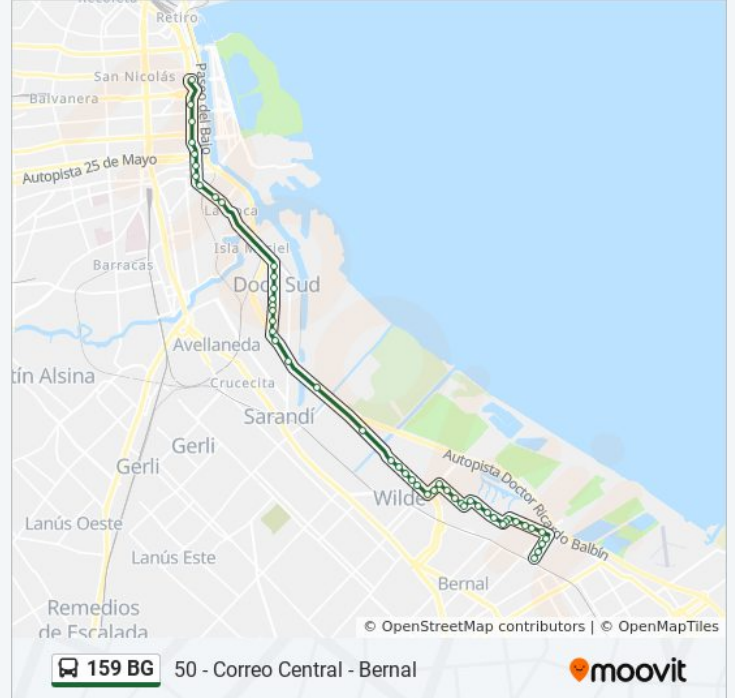 Retiro
San Nicolás
Balvanera
Paseo del Bajo
Autopista 25 de Mayo
La Boca
Isla Maciel
Barracas
Dock Sud
Avellaneda
tín Alsina
Crucecita
Sarandí
Gerli
Gerli
Autopista Doctor Ricardo Balbín
Wilde
Lanús Oeste
Lanús Este
Bernal
Remedios
de Escalada
© OpenStreetMap contributors | © OpenMapTiles
159 BG 50 - Correo Central - Bernal moovit